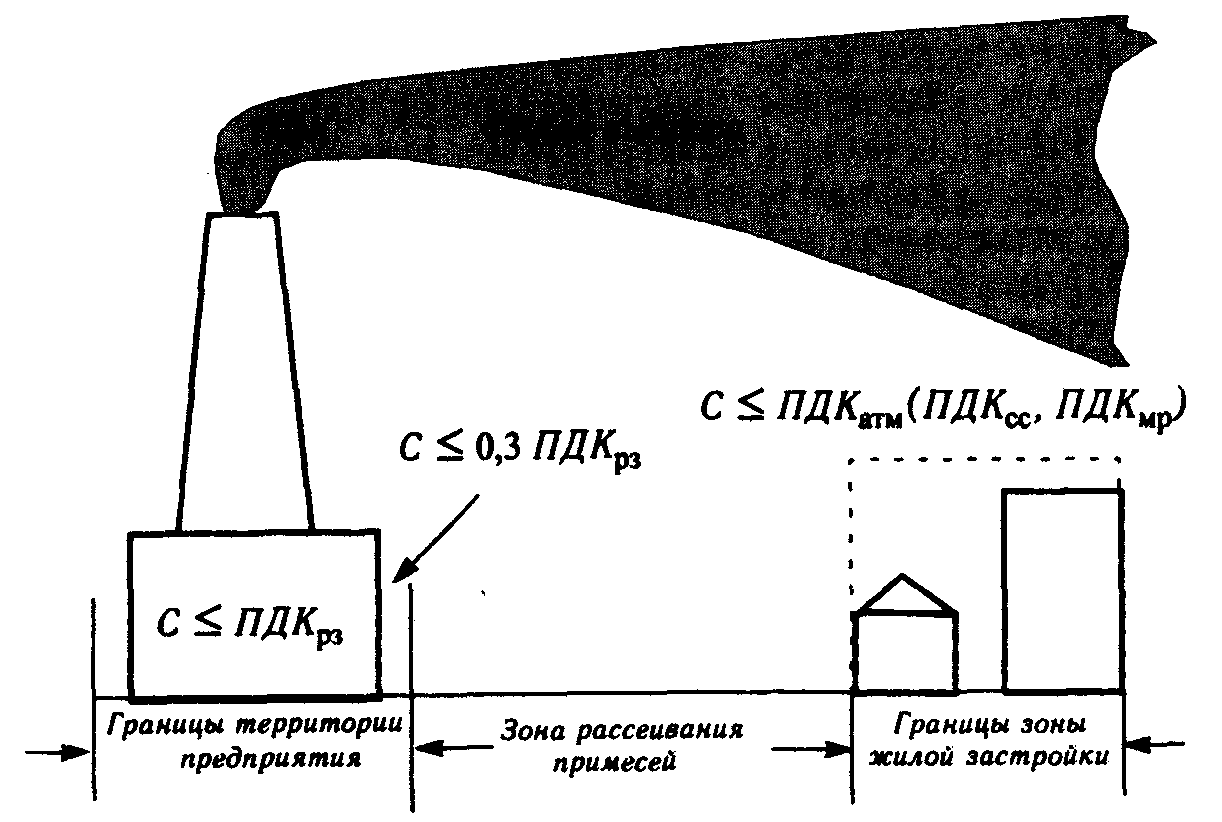 C ≤ ПДКатм(ПДКсс, ПДКмр)
C ≤ 0,3 ПДКрз
C ≤ ПДКрз
Границы территории
предприятия
Зона рассеивания
примесей
Границы зоны
жилой застройки